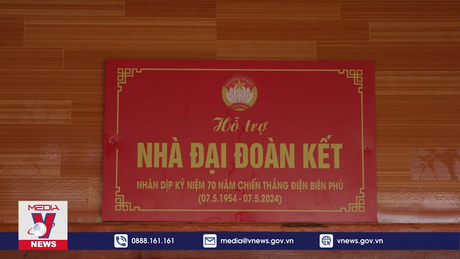 Hỗ trợ
NHÀ ĐẠI ĐOÀN KẾT
NHÂN DỊP KỶ NIỆM 70 NĂM CHIẾN THẮNG ĐIỆN BIÊN PHỦ
(07.5.1954 - 07.5.2024)
MEDIA
NEWS
0888.161.161
media@vnews.gov.vn
vnews.gov.vn